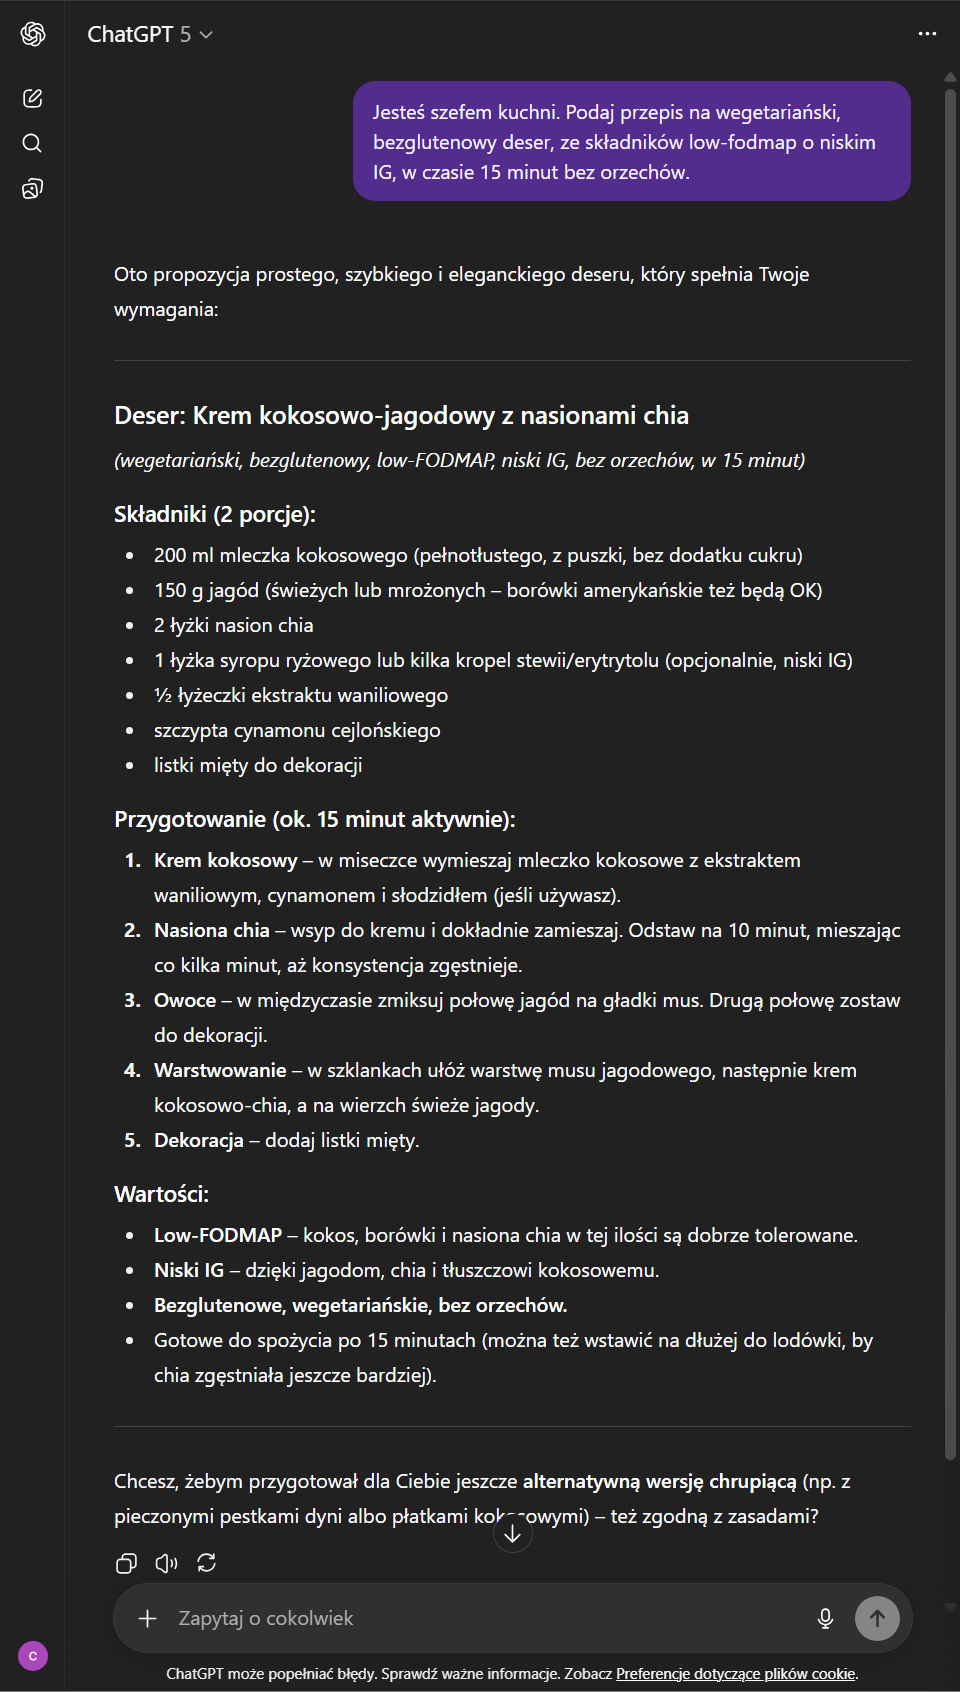 ChatGPT 5
Jesteś szefem kuchni. Podaj przepis na wegetariański,
bezglutenowy deser, ze składników low-fodmap o niskim
IG, w czasie 15 minut bez orzechów.
Oto propozycja prostego, szybkiego i eleganckiego deseru, który spełnia Twoje
wymagania:
Deser: Krem kokosowo-jagodowy z nasionami chia
(wegetariański, bezglutenowy, low-FODMAP, niski IG, bez orzechów, w 15 minut)
Składniki (2 porcje):
• 200 ml mleczka kokosowego (pełnotłustego, z puszki, bez dodatku cukru)
• 150 g jagód (świeżych lub mrożonych – borówki amerykańskie też będą OK)
• 2 łyżki nasion chia
• 1 łyżka syropu ryżowego lub kilka kropel stewii/erytrytolu (opcjonalnie, niski IG)
• ½ łyżeczki ekstraktu waniliowego
• szczypta cynamonu cejlońskiego
• listki mięty do dekoracji
Przygotowanie (ok. 15 minut aktywnie):
1. Krem kokosowy – w miseczce wymieszaj mleczko kokosowe z ekstraktem
waniliowym, cynamonem i słodzidłem (jeśli używasz).
2. Nasiona chia – wsyp do kremu i dokładnie zamieszaj. Odstaw na 10 minut, mieszając
co kilka minut, aż konsystencja zgęstnieje.
3. Owoce – w międzyczasie zmiksuj połowę jagód na gładki mus. Drugą połowę zostaw
do dekoracji.
4. Warstwowanie – w szklankach ułóż warstwę musu jagodowego, następnie krem
kokosowo-chia, a na wierzch świeże jagody.
5. Dekoracja – dodaj listki mięty.
Wartości:
• Low-FODMAP – kokos, borówki i nasiona chia w tej ilości są dobrze tolerowane.
• Niski IG – dzięki jagodom, chia i tłuszczowi kokosowemu.
• Bezglutenowe, wegetariańskie, bez orzechów.
• Gotowe do spożycia po 15 minutach (można też wstawić na dłużej do lodówki, by
chia zgęstniała jeszcze bardziej).
Chcesz, żebym przygotował dla Ciebie jeszcze alternatywną wersję chrupiącą (np. z
pieczonymi pestkami dyni albo płatkami kokosowymi) – też zgodną z zasadami?
Zapytaj o cokolwiek
C
ChatGPT może popełniać błędy. Sprawdź ważne informacje. Zobacz Preferencje dotyczące plików cookie.